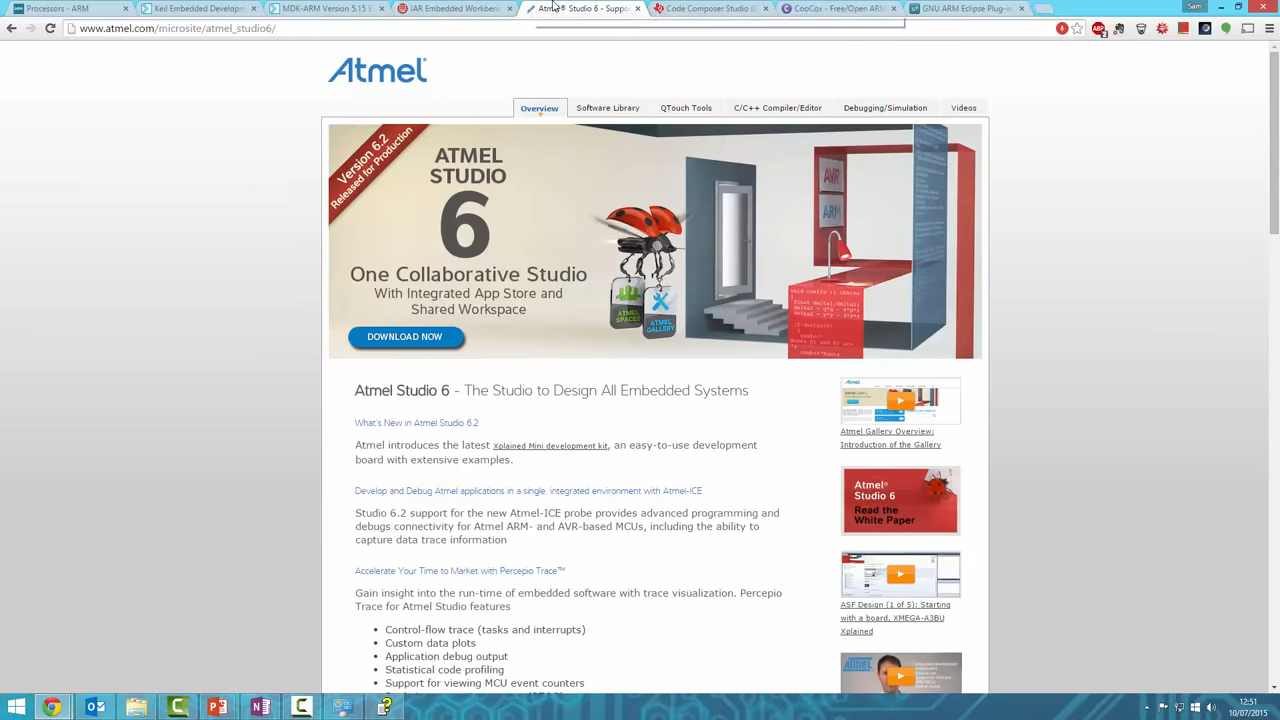 Processors - ARM
Keil Embedded Developm
MDK-ARM Version 5.15 E
IAR Embedded Workbenc
Atmel® Studio 6 - Suppo
Code Composer Studio (
CooCox - Free/Open ARM
GNU ARM Eclipse Plug-in
Sam
www.atmel.com/microsite/atmel_studio6/
Atmel
Overview
Software Library
QTouch Tools
C/C++ Compiler/Editor
Debugging/Simulation
Videos
Version 6.2
Released for Production
ATMEL
STUDIO
6
One Collaborative Studio
With Integrated App Store and
Shared Workspace
DOWNLOAD NOW
ATMEL
SPACES
ATMEL
GALLERY
AVR
ARM
Atmel Studio 6 - The Studio to Design All Embedded Systems
What's New in Atmel Studio 6.2
Atmel introduces the latest Xplained Mini development kit, an easy-to-use development
board with extensive examples.
Develop and Debug Atmel applications in a single, integrated environment with Atmel-ICE
Studio 6.2 support for the new Atmel-ICE probe provides advanced programming and
debugs connectivity for Atmel ARM- and AVR-based MCUs, including the ability to
capture data trace information
Accelerate Your Time to Market with Percepio Trace™
Gain insight into the run-time of embedded software with trace visualization. Percepio
Trace for Atmel Studio features
• Control-flow trace (tasks and interrupts)
• Custom data plots
• Application debug output
• Statistical code profiling
• Support for viewing MCU event counters
Atmel Gallery Overview:
Introduction of the Gallery
Atmel®
Studio 6
Read the
White Paper
ASF Design (1 of 5): Starting
with a board, XMEGA-A3BU
Xplained
Atmel
12:51
10/07/2015